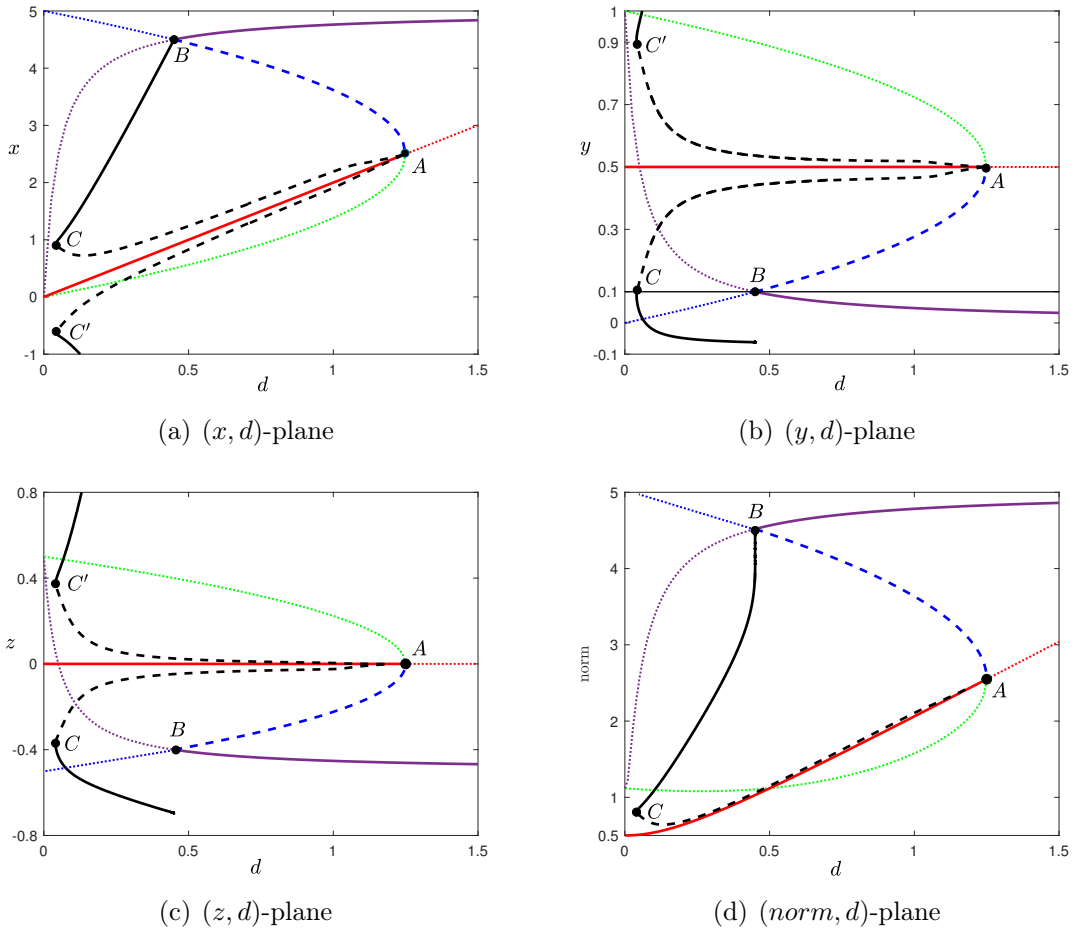 5
4
3
2
1
0
-1
x
B
A
C
C′
0 0.5 1 1.5
d
(a) (x, d)-plane
1
0.9
0.7
0.5
0.3
0.1
0
-0.1
y
C′
A
C
B
0 0.5 1 1.5
d
(b) (y, d)-plane
0.8
0.4
0
-0.4
-0.8
z
C′
A
C
B
0 0.5 1 1.5
d
(c) (z, d)-plane
5
4
3
2
1
0.5
norm
B
A
C
0 0.5 1 1.5
d
(d) (norm, d)-plane